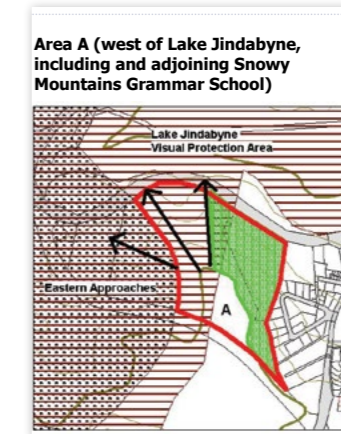 Area A (west of Lake Jindabyne,
including and adjoining Snowy
Mountains Grammar School)
Lake Jindabyne
Visual Protection Area
Eastern Approaches
A